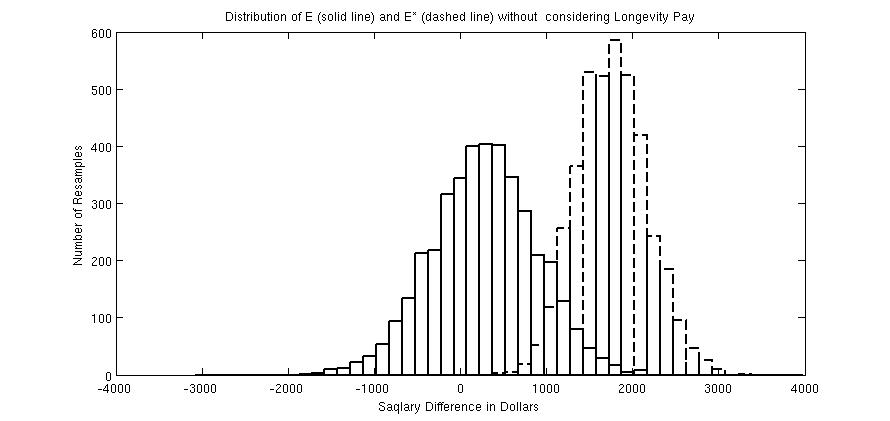 Distribution of E (solid line) and E* (dashed line) without  considering Longevity Pay
600
500
400
300
200
100
0
Number of Resamples
-4000 -3000 -2000 -1000 0 1000 2000 3000 4000
Saqlary Difference in Dollars